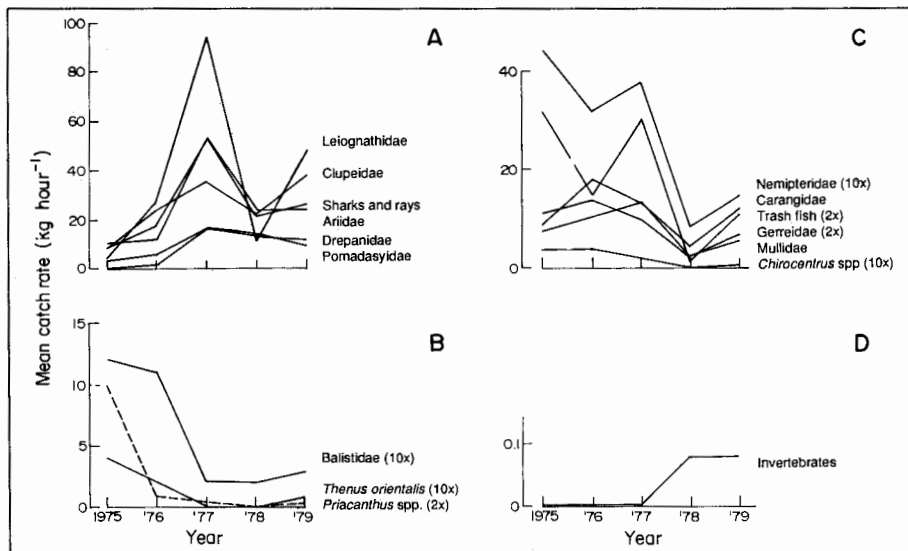 Mean catch rate (kg hour⁻¹)
A
100
80
60
40
20
0
Leiognathidae
Clupeidae
Sharks and rays
Ariidae
Drepanidae
Pomadasyidae
C
40
20
0
Nemipteridae (10x)
Carangidae
Trash fish (2x)
Gerreidae (2x)
Mullidae
Chirocentrus spp (10x)
B
15
10
5
0
Balistidae (10x)
Thenus orientalis (10x)
Priacanthus spp. (2x)
1975 '76 '77 '78 '79
Year
D
0.1
0
Invertebrates
1975 '76 '77 '78 '79
Year